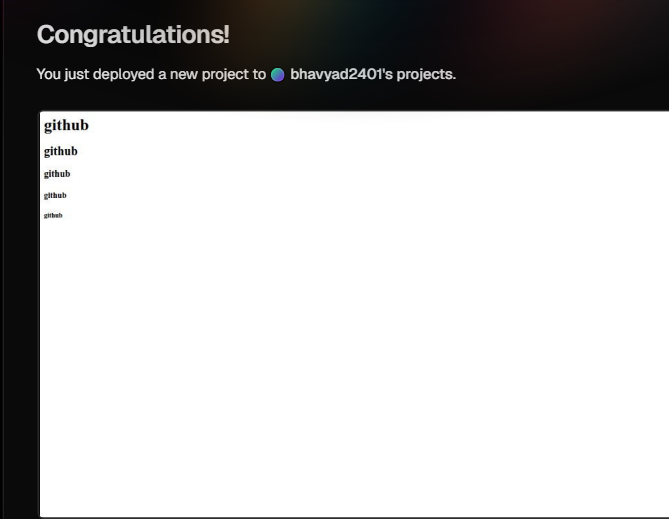 Congratulations!
You just deployed a new project to bhavyad2401's projects.
github
github
github
github
github